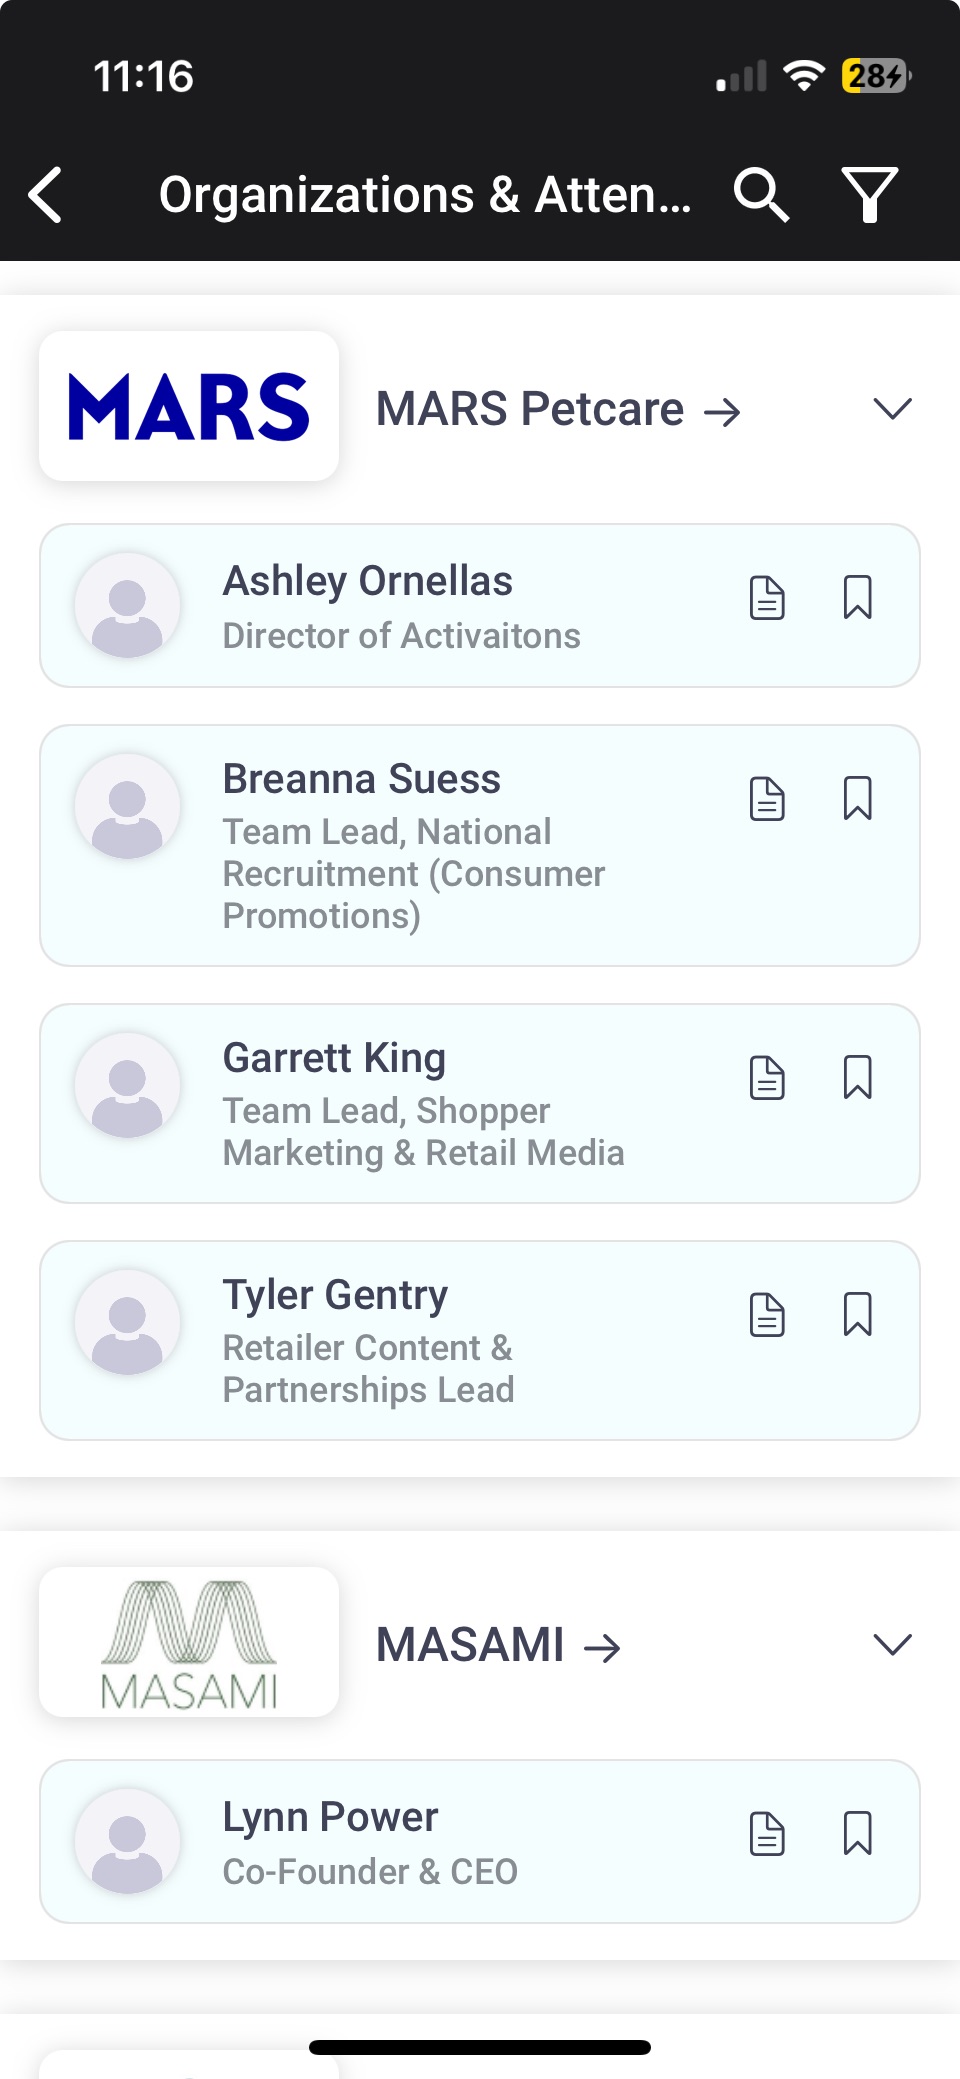 11:16
28
Organizations & Atten...
MARS
MARS Petcare →
Ashley Ornellas
Director of Activaitons
Breanna Suess
Team Lead, National
Recruitment (Consumer
Promotions)
Garrett King
Team Lead, Shopper
Marketing & Retail Media
Tyler Gentry
Retailer Content &
Partnerships Lead
MASAMI
MASAMI →
Lynn Power
Co-Founder & CEO